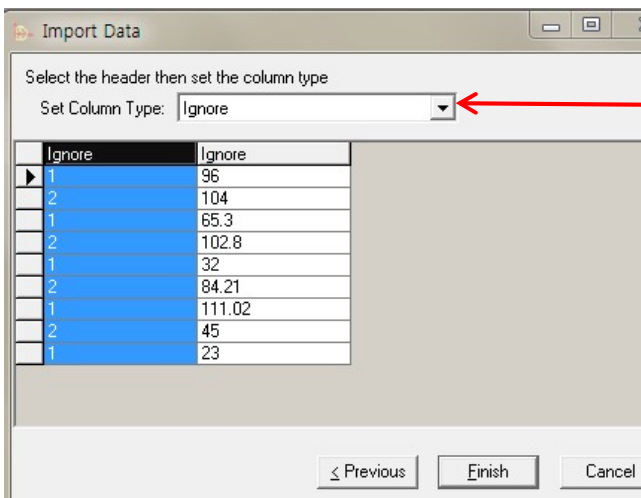 Import Data
Select the header then set the column type
Set Column Type: Ignore
Ignore Ignore
1 96
2 104
1 65.3
2 102.8
1 32
2 84.21
1 111.02
2 45
1 23
< Previous Finish Cancel